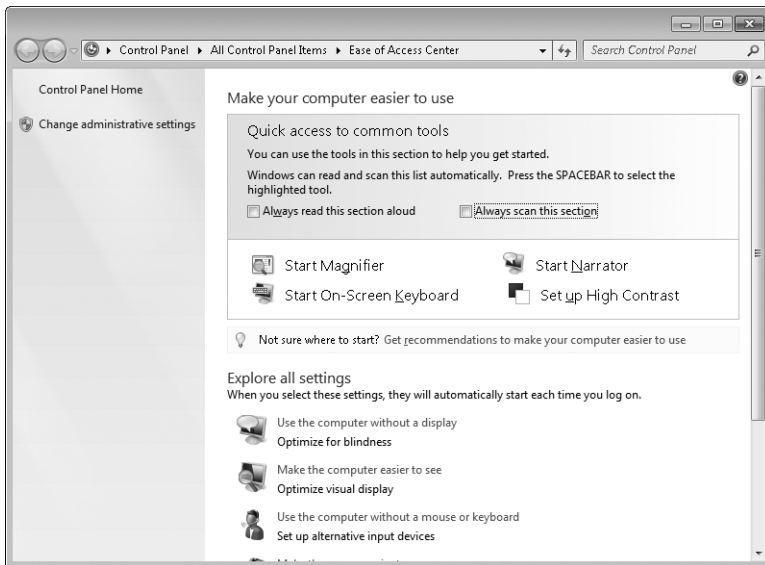 Control Panel ▸ All Control Panel Items ▸ Ease of Access Center
Search Control Panel
Control Panel Home
Change administrative settings
Make your computer easier to use
Quick access to common tools
You can use the tools in this section to help you get started.
Windows can read and scan this list automatically. Press the SPACEBAR to select the
highlighted tool.
Always read this section aloud Always scan this section
Start Magnifier Start Narrator
Start On-Screen Keyboard Set up High Contrast
Not sure where to start? Get recommendations to make your computer easier to use
Explore all settings
When you select these settings, they will automatically start each time you log on.
Use the computer without a display
Optimize for blindness
Make the computer easier to see
Optimize visual display
Use the computer without a mouse or keyboard
Set up alternative input devices